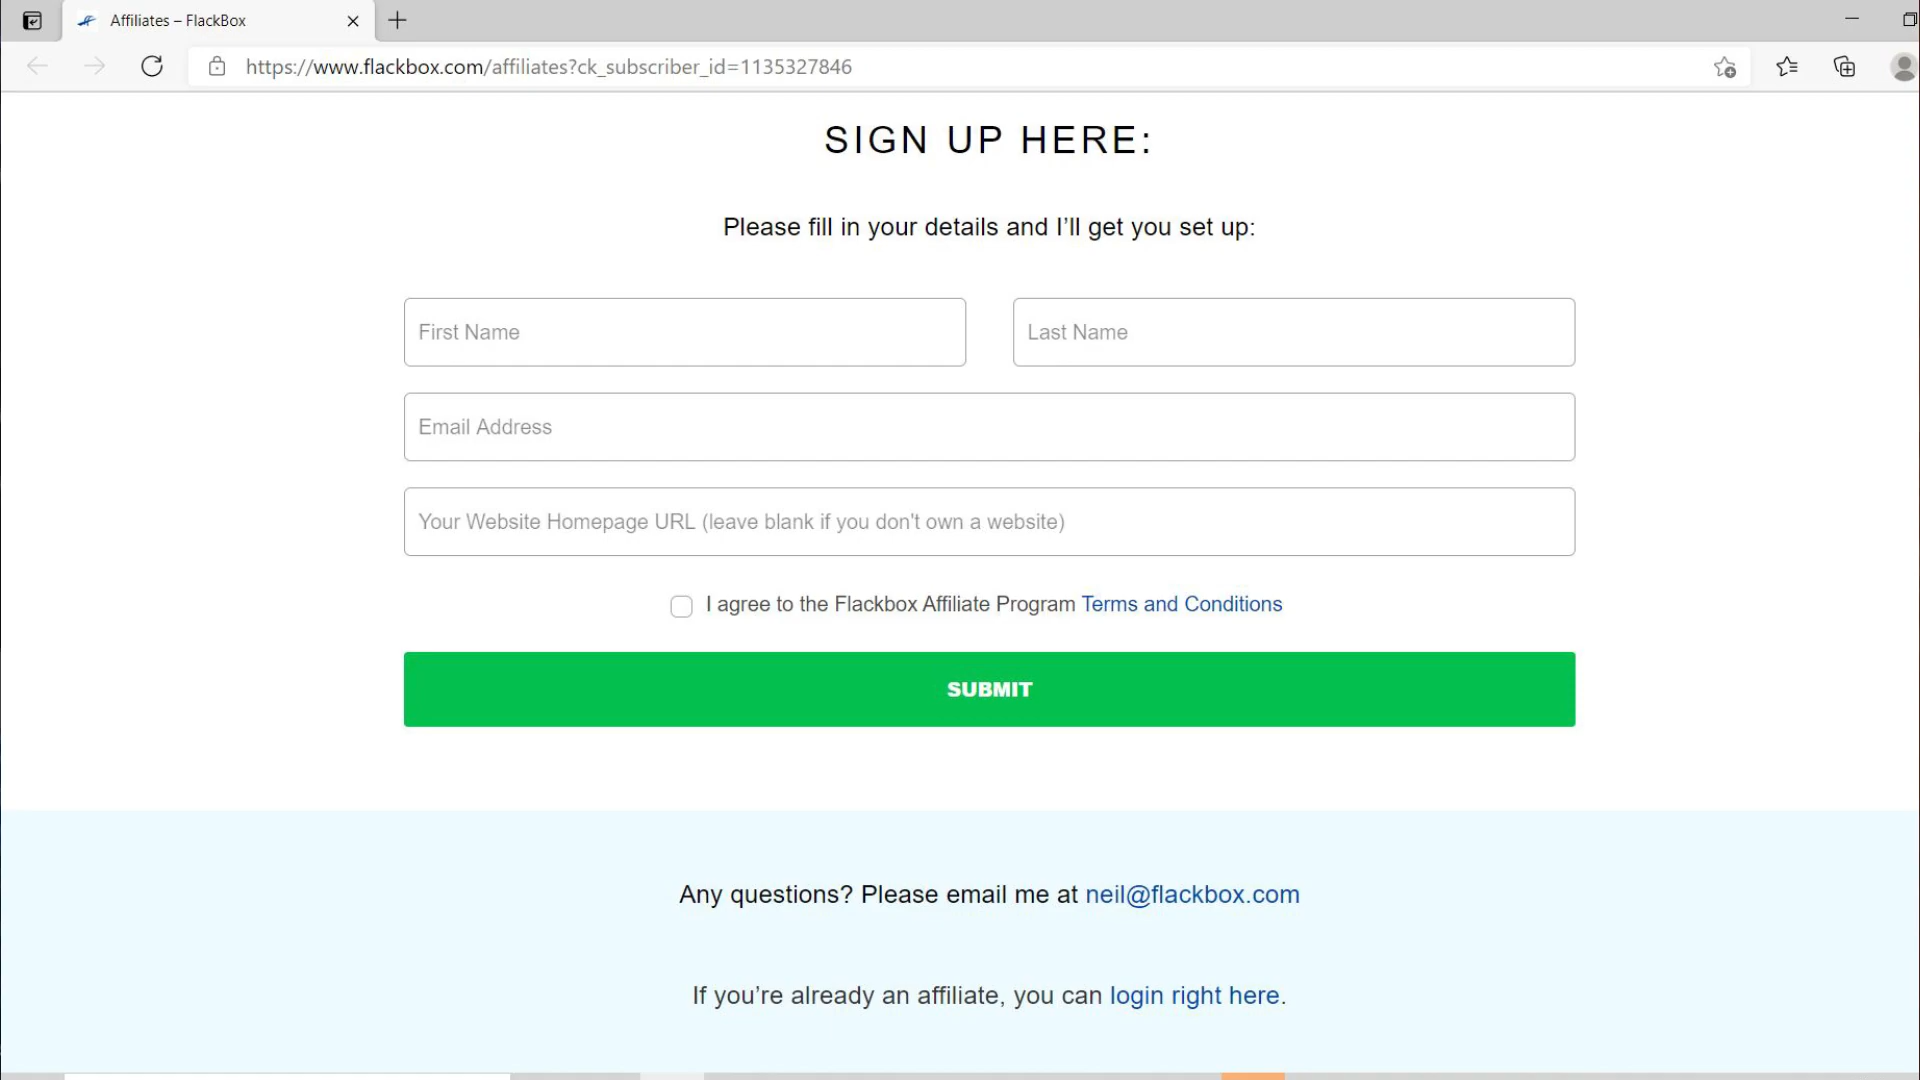 Affiliates – FlackBox
https://www.flackbox.com/affiliates?ck_subscriber_id=1135327846
SIGN UP HERE:
Please fill in your details and I’ll get you set up:
First Name
Last Name
Email Address
Your Website Homepage URL (leave blank if you don't own a website)
I agree to the Flackbox Affiliate Program Terms and Conditions
SUBMIT
Any questions? Please email me at neil@flackbox.com
If you’re already an affiliate, you can login right here.